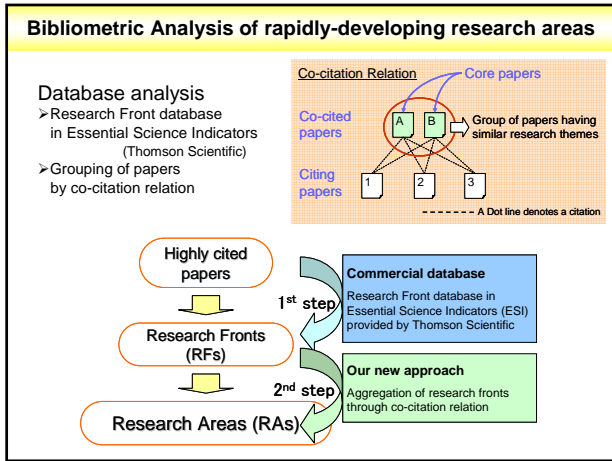 Bibliometric Analysis of rapidly-developing research areas
Database analysis
➢Research Front database
in Essential Science Indicators
(Thomson Scientific)
➢Grouping of papers
by co-citation relation
Co-citation Relation
Core papers
Co-cited
papers
A
B
Group of papers having
similar research themes
Citing
papers
1
2
3
A Dot line denotes a citation
Highly cited
papers
1st step
Commercial database
Research Front database in
Essential Science Indicators (ESI)
provided by Thomson Scientific
Research Fronts
(RFs)
2nd step
Our new approach
Aggregation of research fronts
through co-citation relation
Research Areas (RAs)